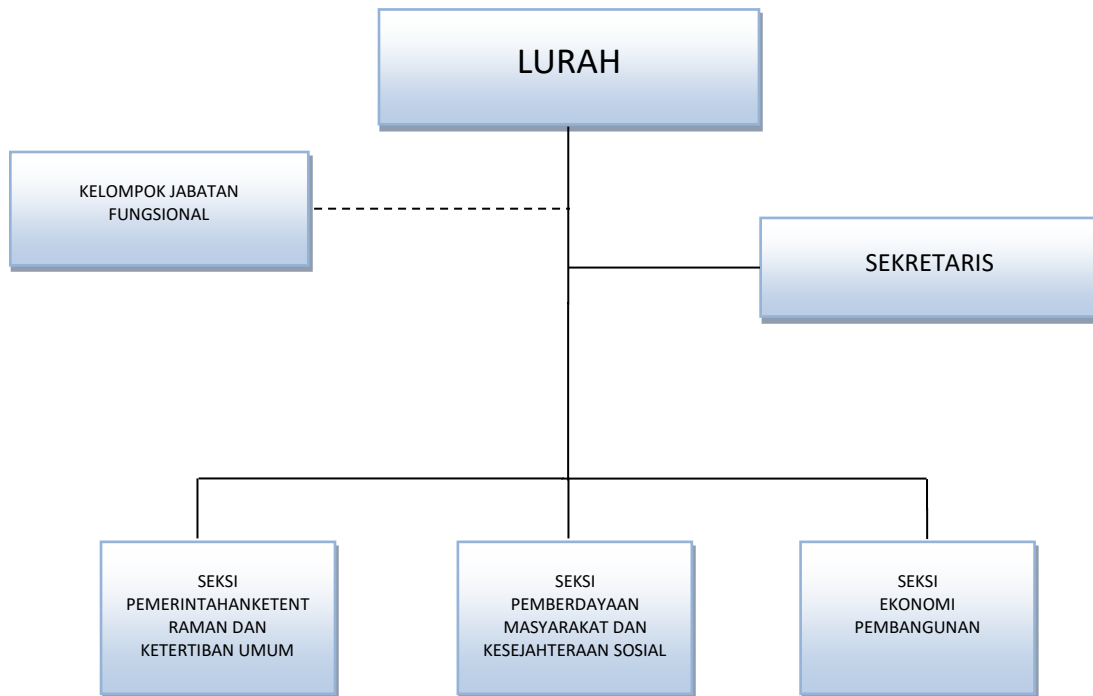 LURAH
KELOMPOK JABATAN
FUNGSIONAL
SEKRETARIS
SEKSI
PEMERINTAHANKETENT
RAMAN DAN
KETERTIBAN UMUM
SEKSI
PEMBERDAYAAN
MASYARAKAT DAN
KESEJAHTERAAN SOSIAL
SEKSI
EKONOMI
PEMBANGUNAN